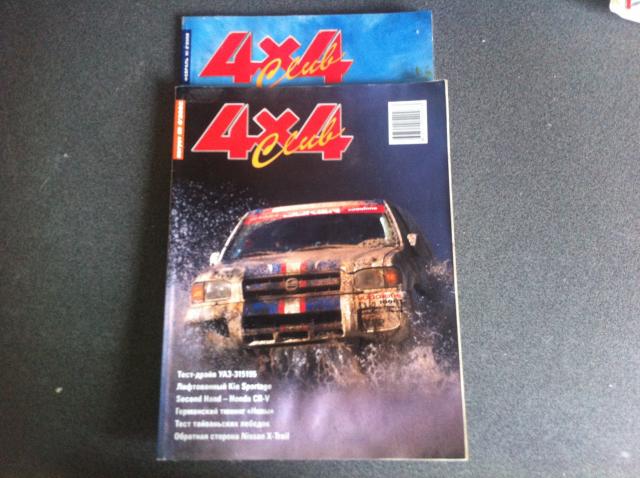 4x4
Club
4x4
Club
Тест-драйв УАЗ-315195
Лифтованный Kia Sportage
Second Hand – Honda CR-V
Германский тюнинг «Нивы»
Тест тайваньских лебедок
Обратная сторона Nissan X-Trail